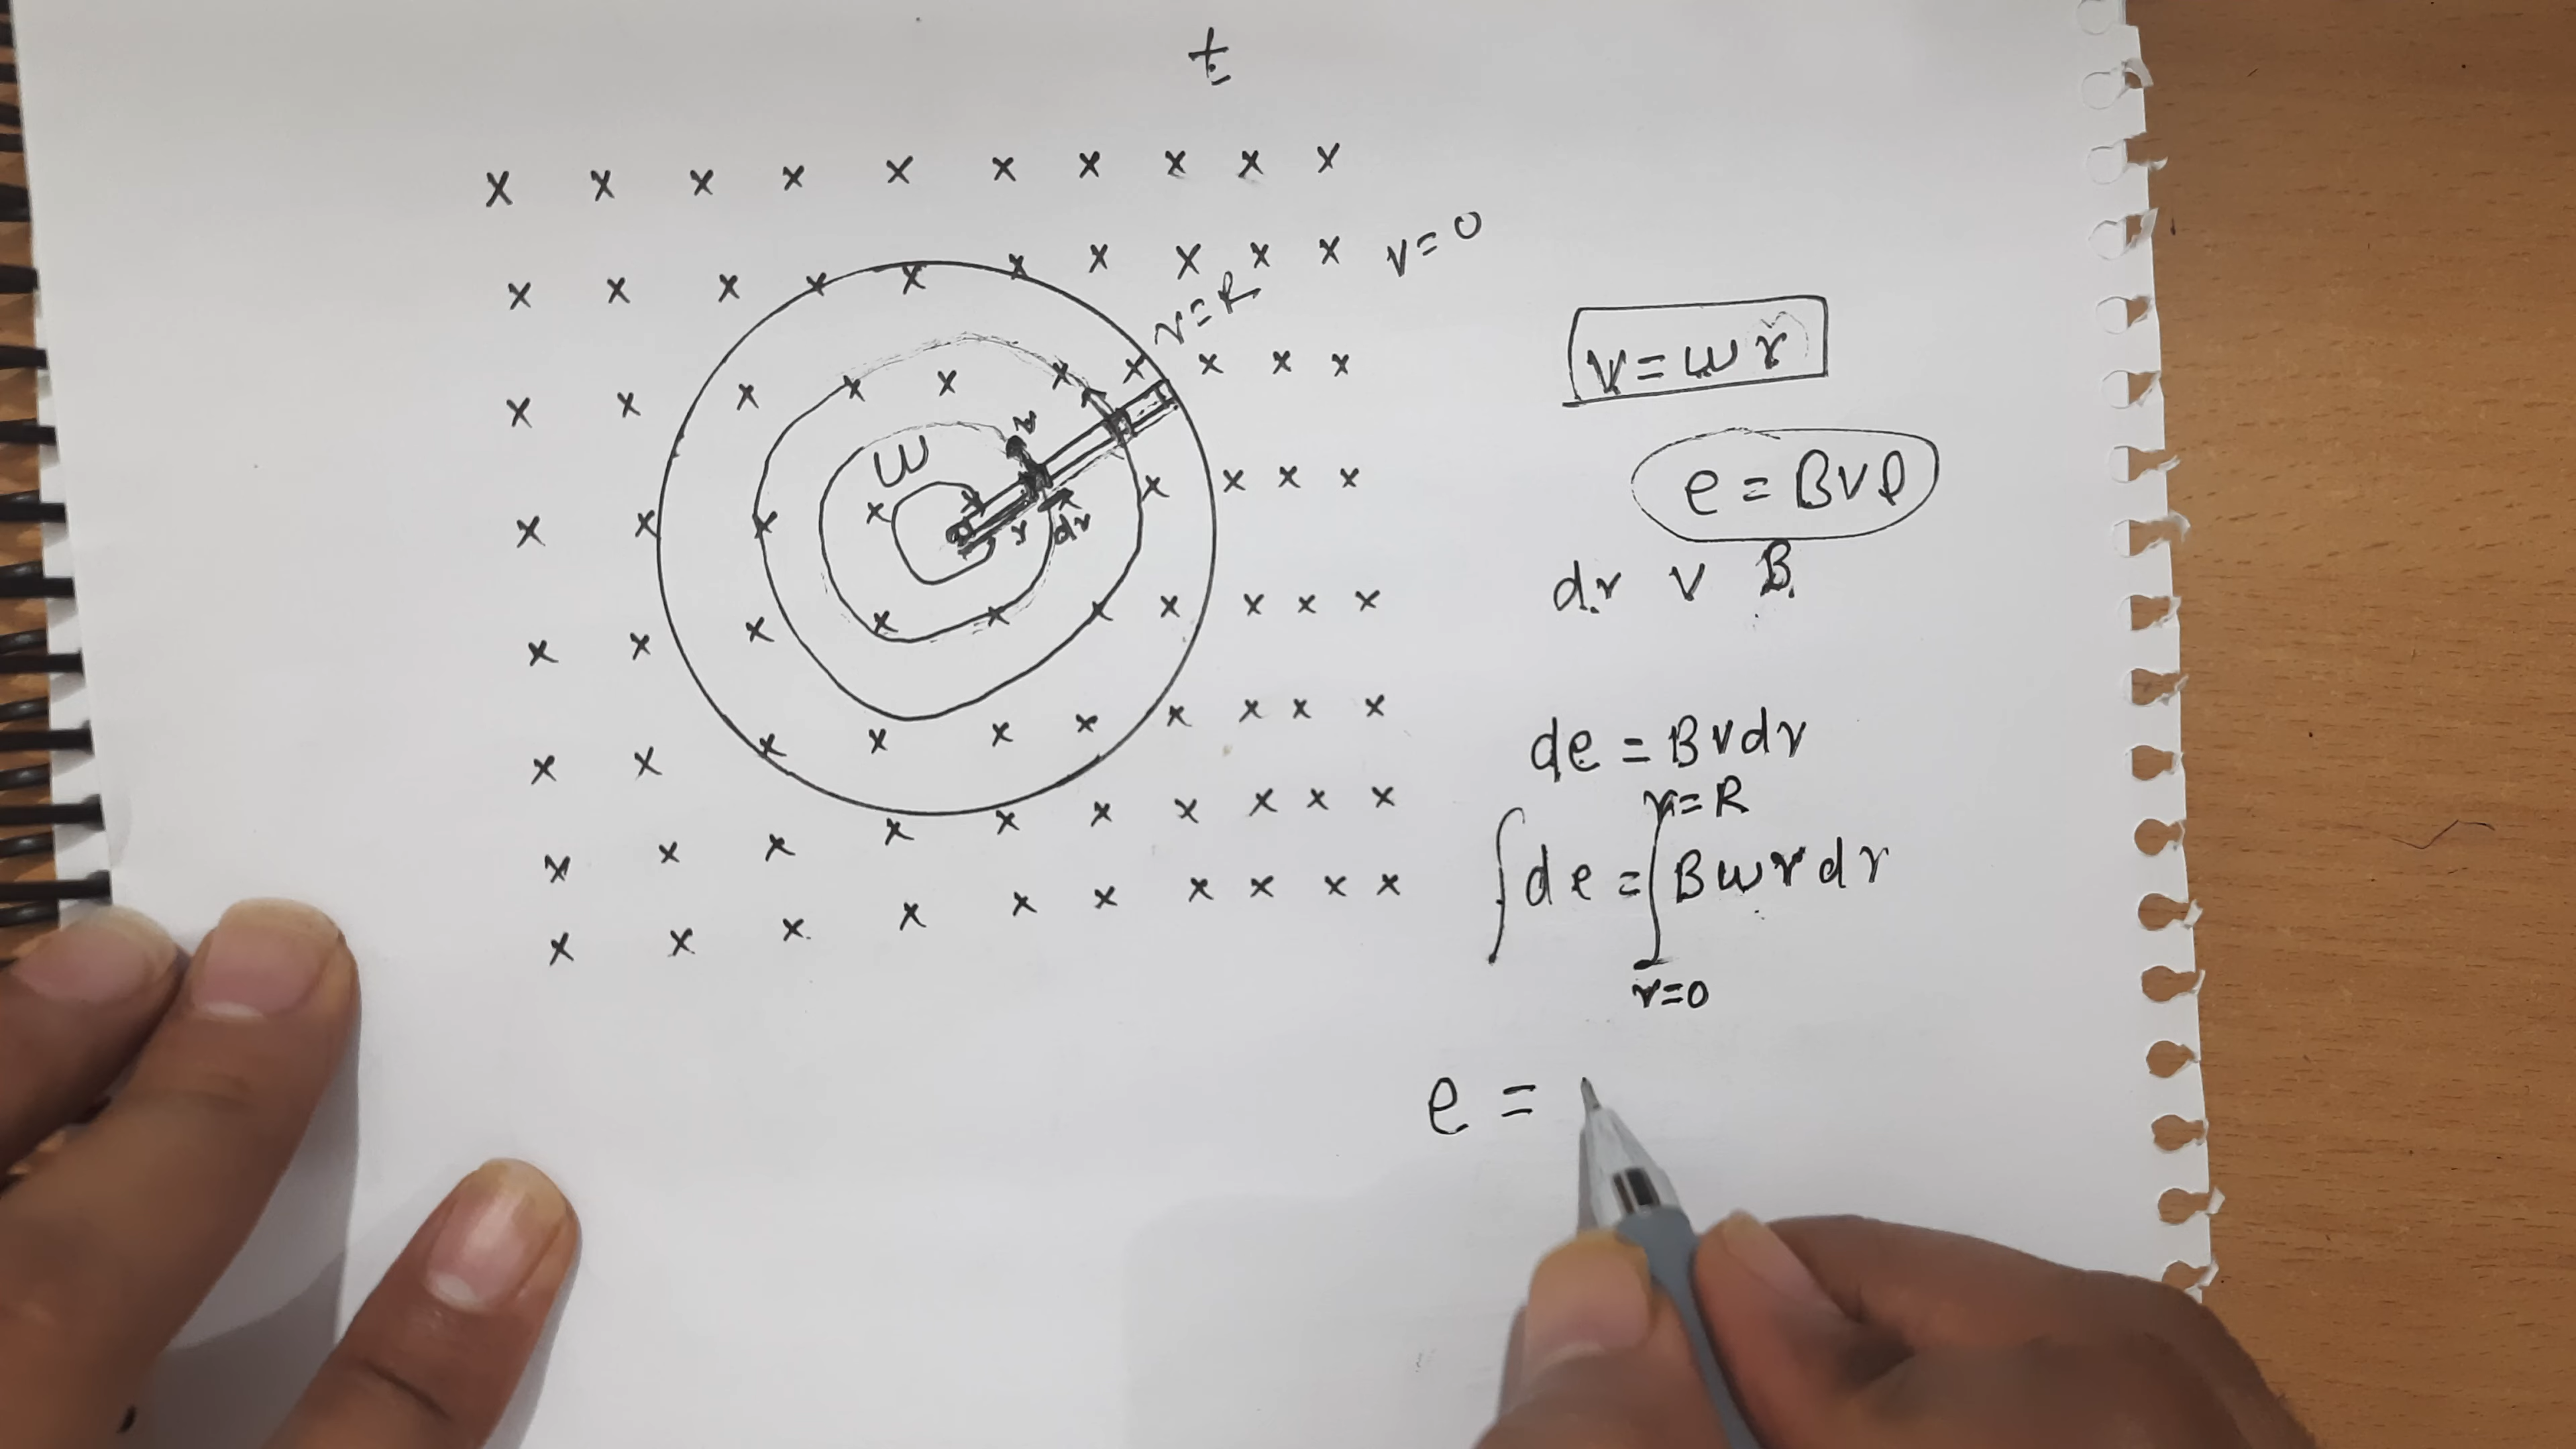 t
x x x x x x x x x x
x x x x x x x x x x v=0
r=R
x x x x x x x x x x
v=ωr
ω v
x x x x x x x x x
r dr
e = Bvl
dr v B
x x x x x x x x x x
x x x x x x x x x x
de = Bvdr
r=R
∫de = ∫Bωrdr
r=0
x x x x x x x x x x
x x x x x x x x x x
e =